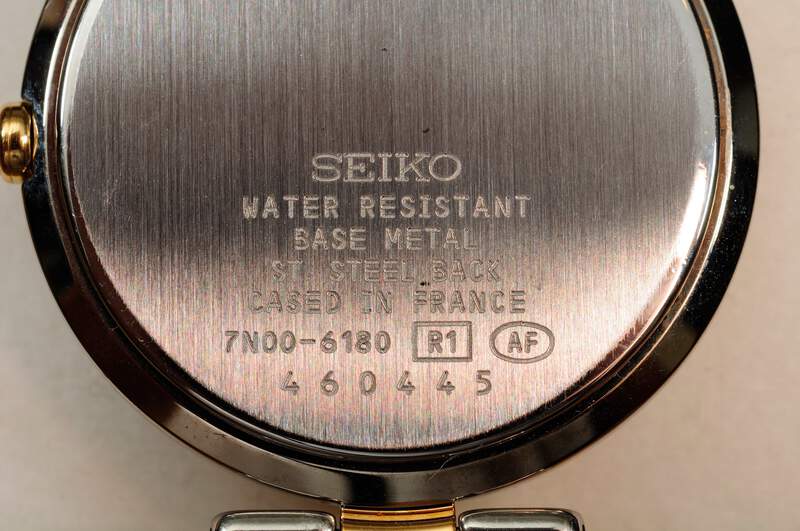 SEIKO
WATER RESISTANT
BASE METAL
ST. STEEL BACK
CASED IN FRANCE
7N00-6180 R1 AF
460445